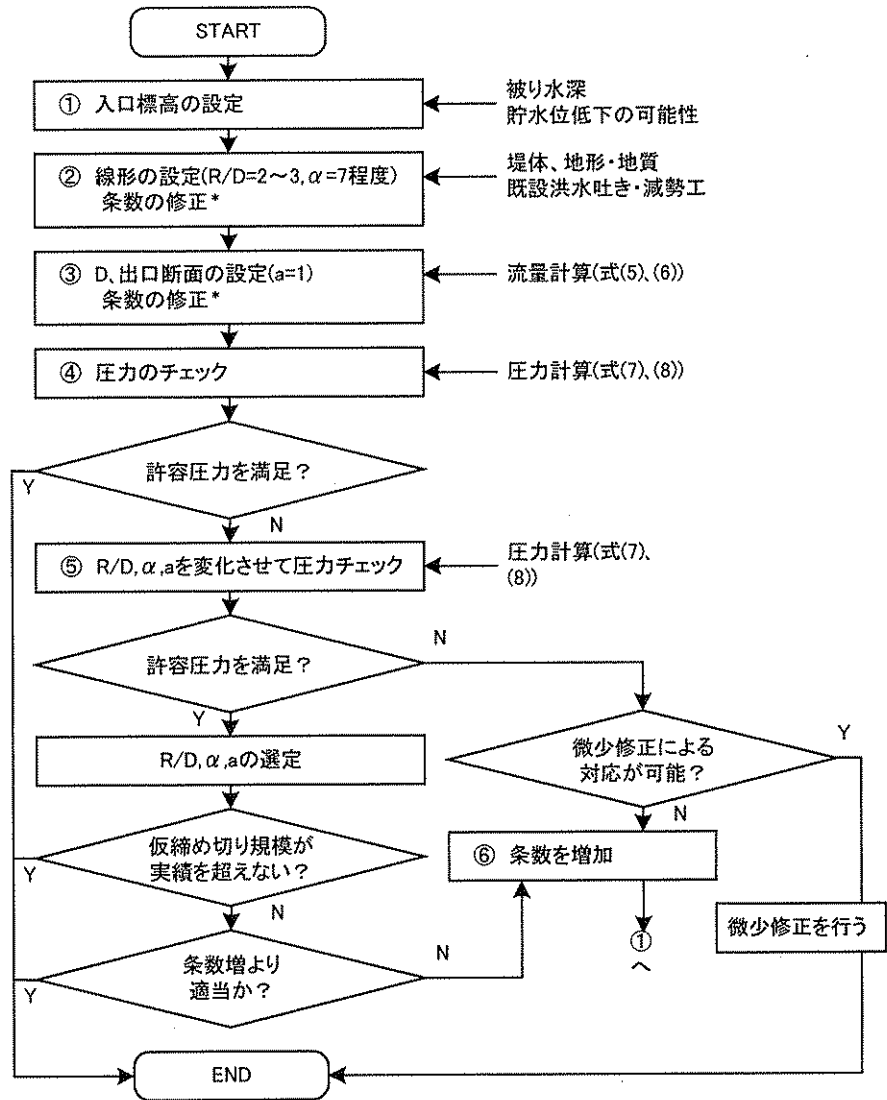 START
① 入口標高の設定
被り水深
貯水位低下の可能性
② 線形の設定(R/D=2～3, α=7程度)
条数の修正*
堤体、地形・地質
既設洪水吐き・減勢工
③ D、出口断面の設定(a=1)
条数の修正*
流量計算(式(5)、(6))
④ 圧力のチェック
圧力計算(式(7)、(8))
許容圧力を満足？
Y
N
⑤ R/D, α,aを変化させて圧力チェック
圧力計算(式(7)、
(8))
許容圧力を満足？
N
Y
R/D, α,aの選定
微少修正による
対応が可能？
Y
N
仮締め切り規模が
実績を超えない？
Y
N
⑥ 条数を増加
①
へ
微少修正を行う
条数増より
適当か？
N
Y
END